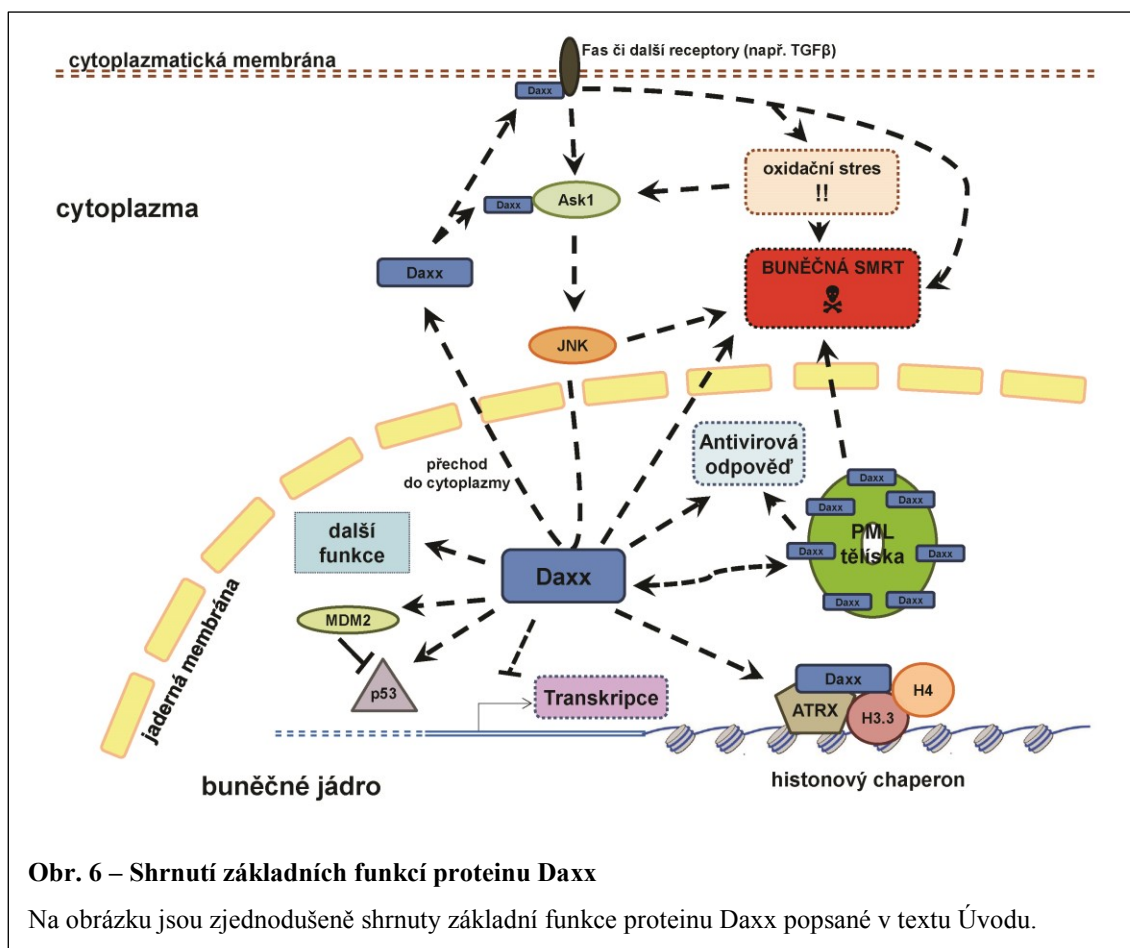 Fas či další receptory (např. TGFβ)
cytoplazmatická membrána
Daxx
oxidační stres
!!
Ask1
Daxx
cytoplazma
BUNĚČNÁ SMRT
Daxx
JNK
Antivirová
odpověď
přechod
do cytoplazmy
Daxx
Daxx
Daxx
PML
tělíska
Daxx
Daxx
Daxx
Daxx
další
funkce
Daxx
MDM2
p53
jaderná membrána
Transkripce
Daxx
H4
ATRX
H3.3
buněčné jádro
histonový chaperon
Obr. 6 – Shrnutí základních funkcí proteinu Daxx
Na obrázku jsou zjednodušeně shrnuty základní funkce proteinu Daxx popsané v textu Úvodu.